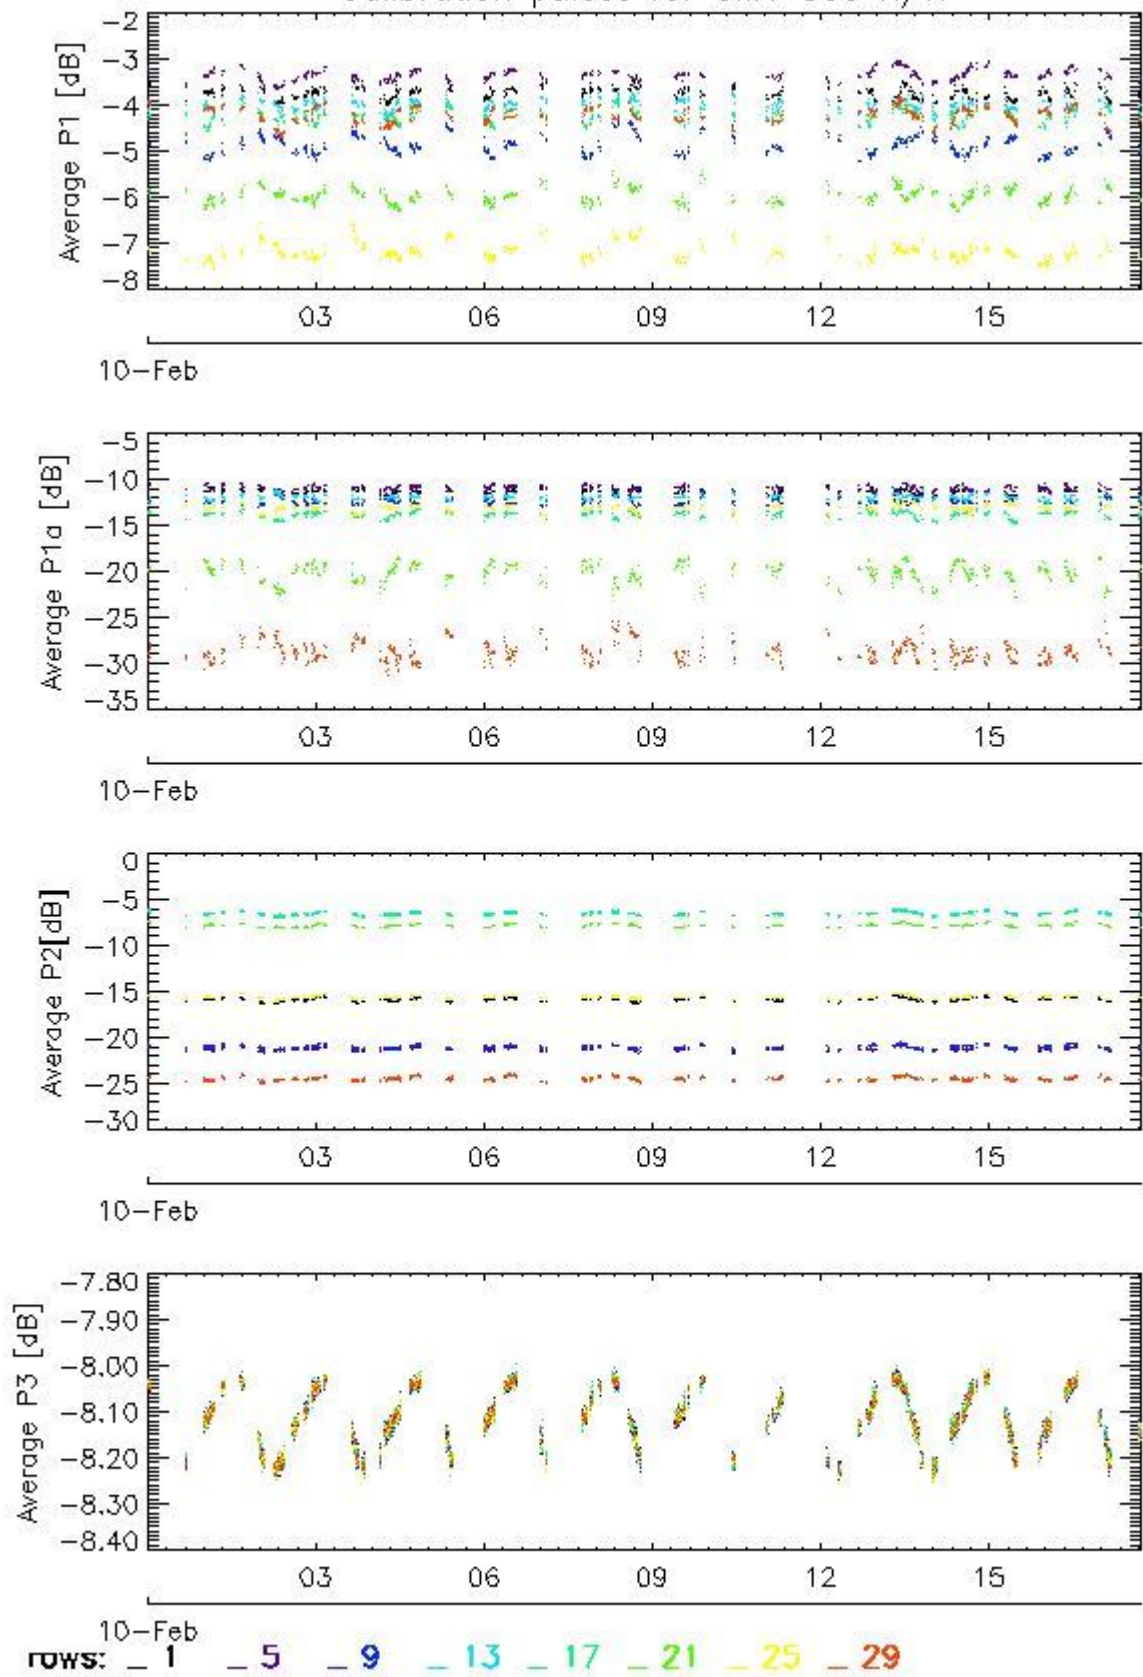 -2
-3
-4
-5
-6
-7
-8
Average P1 [dB]
03 06 09 12 15
10-Feb
-5
-10
-15
-20
-25
-30
-35
Average P1a [dB]
03 06 09 12 15
10-Feb
0
-5
-10
-15
-20
-25
-30
Average P2[dB]
03 06 09 12 15
10-Feb
-7.80
-7.90
-8.00
-8.10
-8.20
-8.30
-8.40
Average P3 [dB]
03 06 09 12 15
10-Feb
rows: _ 1 _ 5 _ 9 _ 13 _ 17 _ 21 _ 25 _ 29